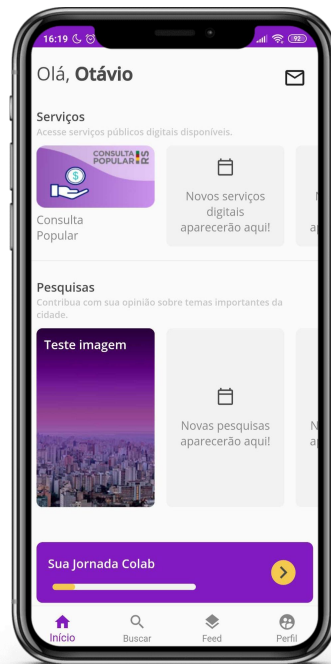 16:19
92
Olá, Otávio
Serviços
Acesse serviços públicos digitais disponíveis.
CONSULTA
POPULAR RS
Consulta
Popular
Novos serviços
digitais
aparecerão aqui!
Pesquisas
Contribua com sua opinião sobre temas importantes da
cidade.
Teste imagem
Novas pesquisas
aparecerão aqui!
Sua Jornada Colab
Início
Buscar
Feed
Perfil